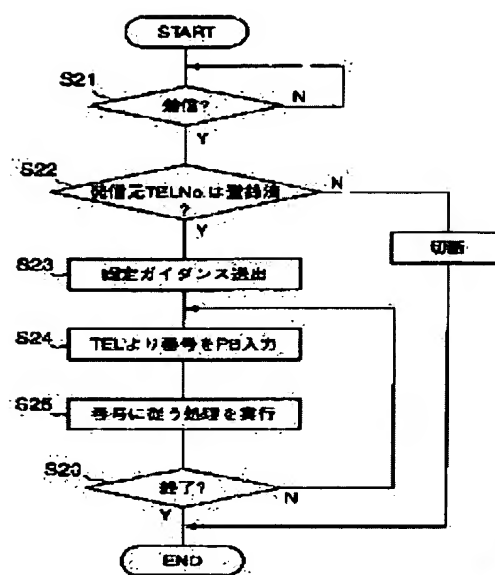 START
S21
着信?
N
Y
S22
発信元TELNo.は登録済
?
N
Y
切断
S23
設定ガイダンス送出
S24
TELより番号をPB入力
S25
番号に従う処理を実行
終了?
N
Y
END